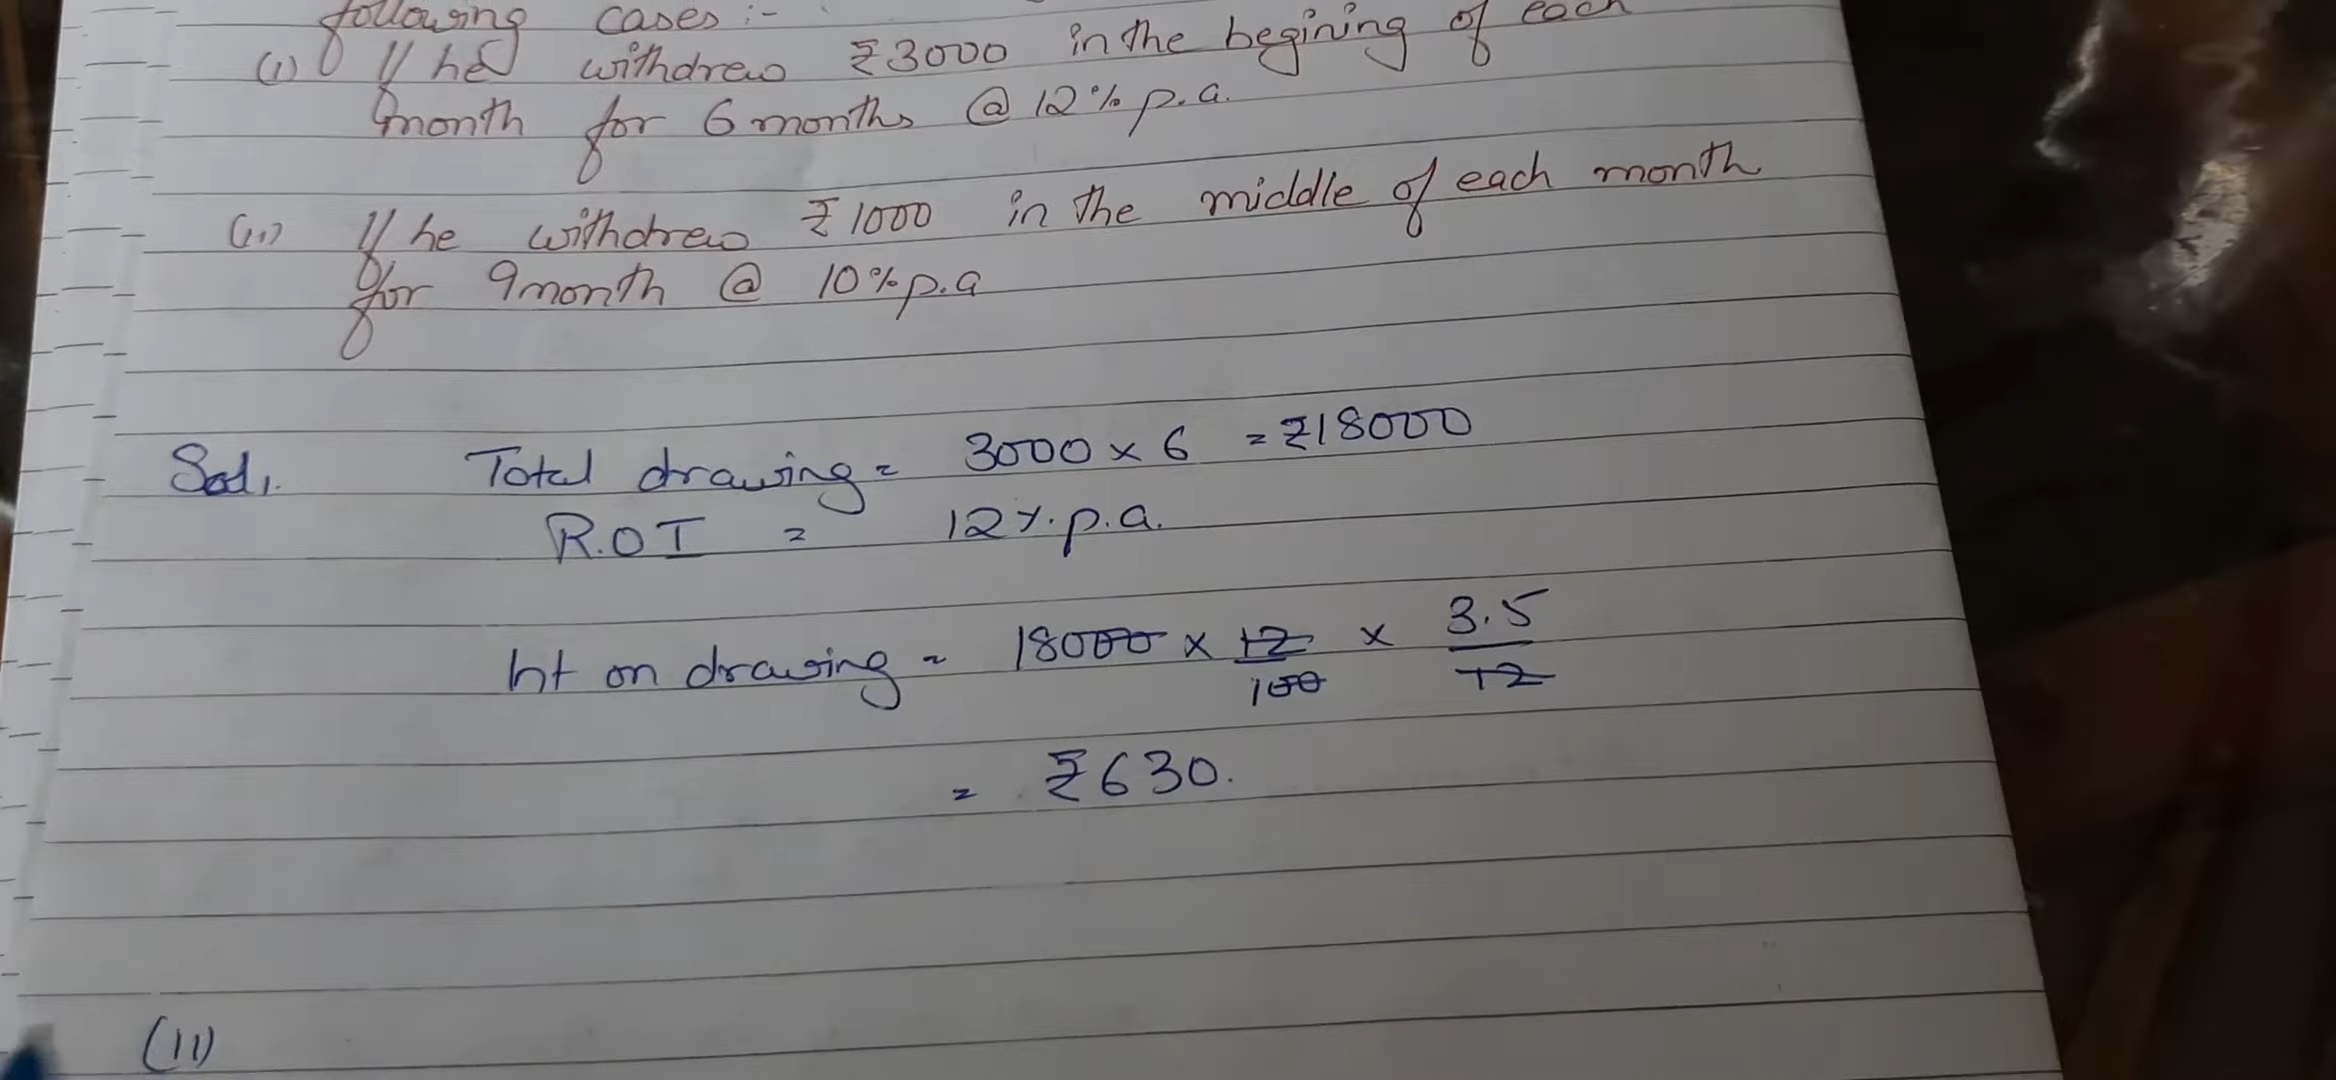 following cases :-
(i) If he withdrew ₹3000 in the begining of each
month for 6 months @ 12% p.a.
(ii) If he withdrew ₹1000 in the middle of each month
for 9month @ 10% p.a
Sol,. Total drawing = 3000 × 6 = ₹18000
R.O.I = 12%. p.a.
Int on drawing = 18000 × 12/100 × 3.5/12
= ₹630.
(11)